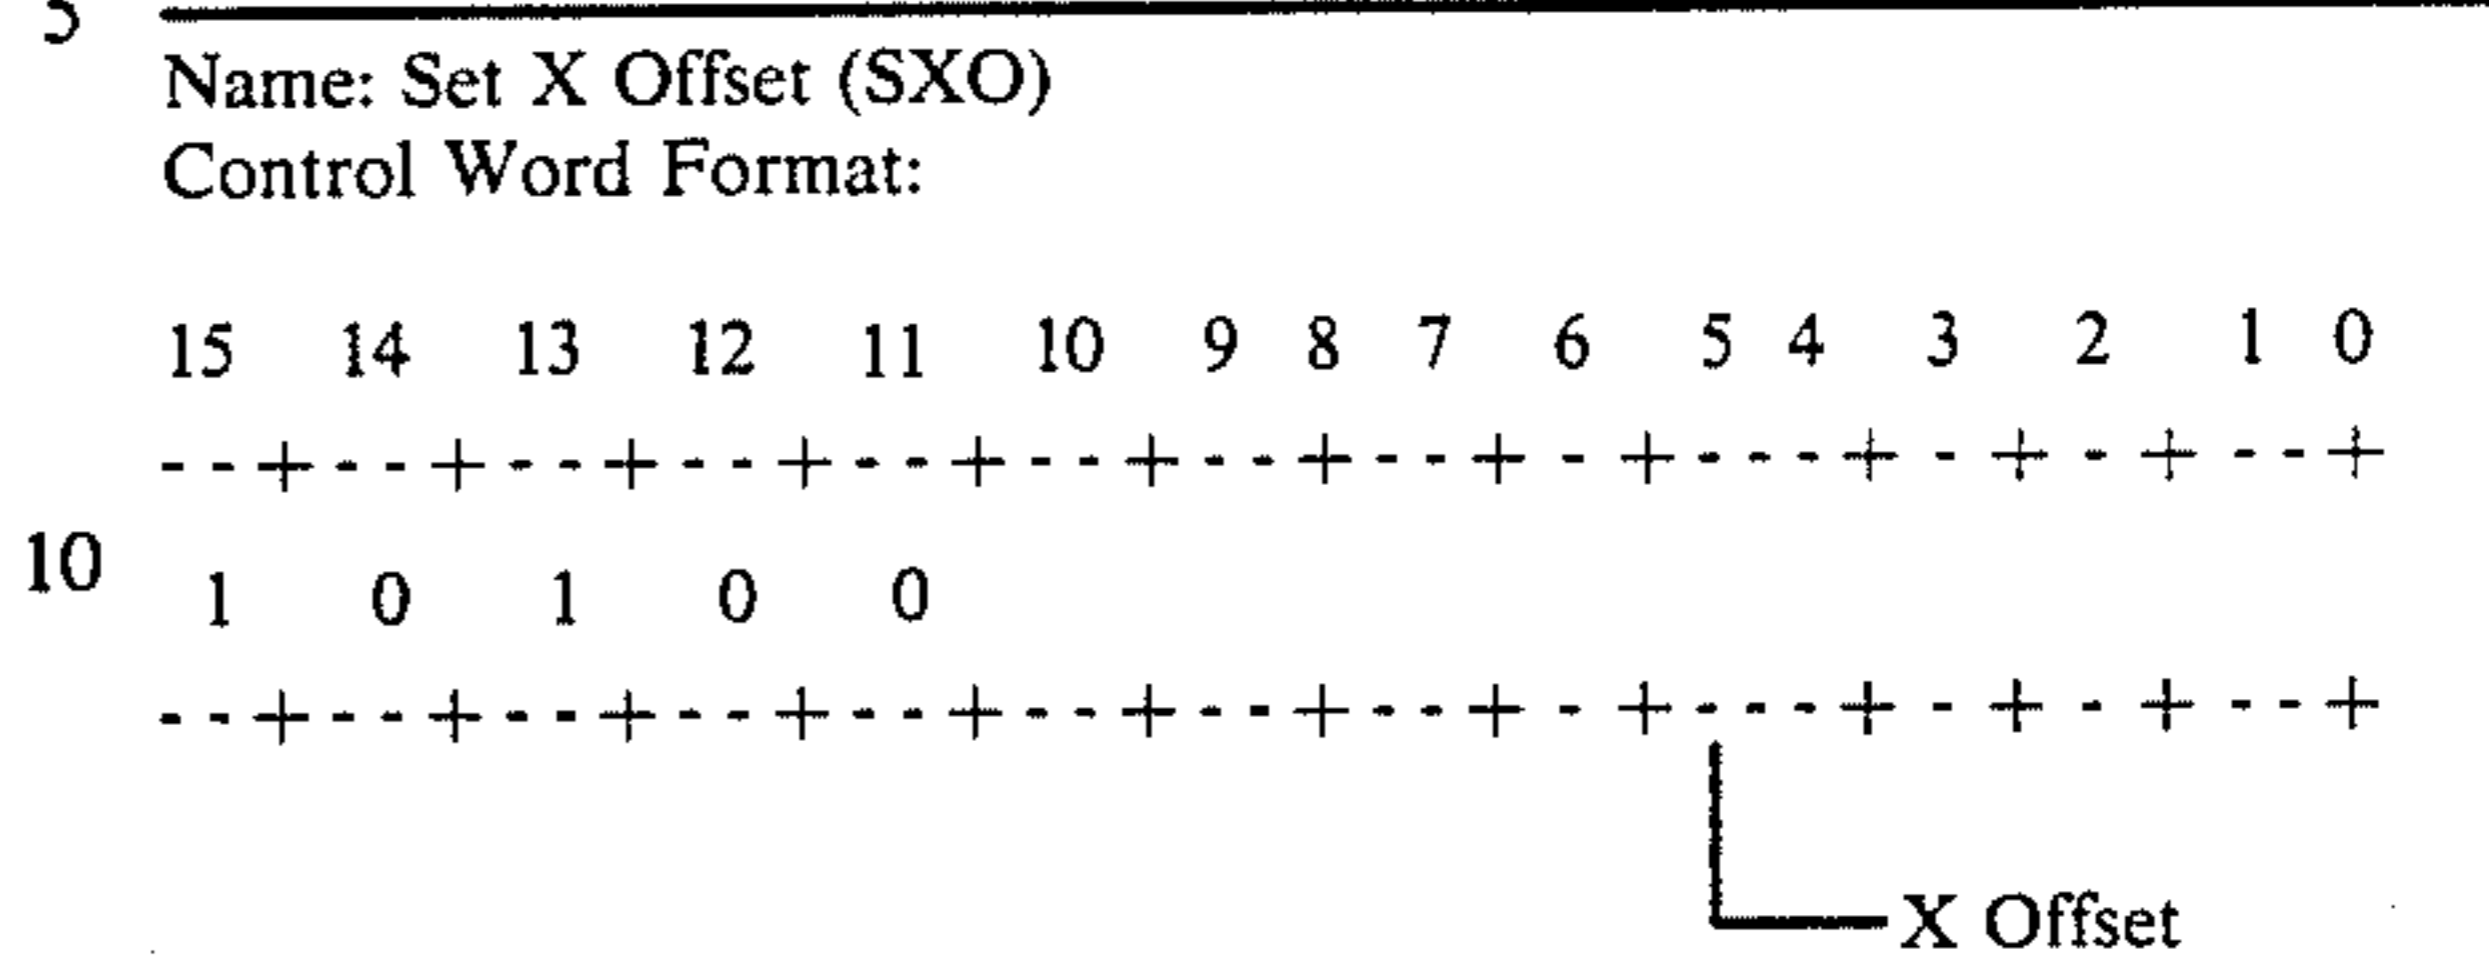 5
Name: Set X Offset (SXO)
Control Word Format:
15 14 13 12 11 10 9 8 7 6 5 4 3 2 1 0
--+--+--+--+--+--+--+--+-+---+-+-+--+
10
1 0 1 0 0
--+--+--+--+--+--+--+--+-+---+-+-+--+
X Offset